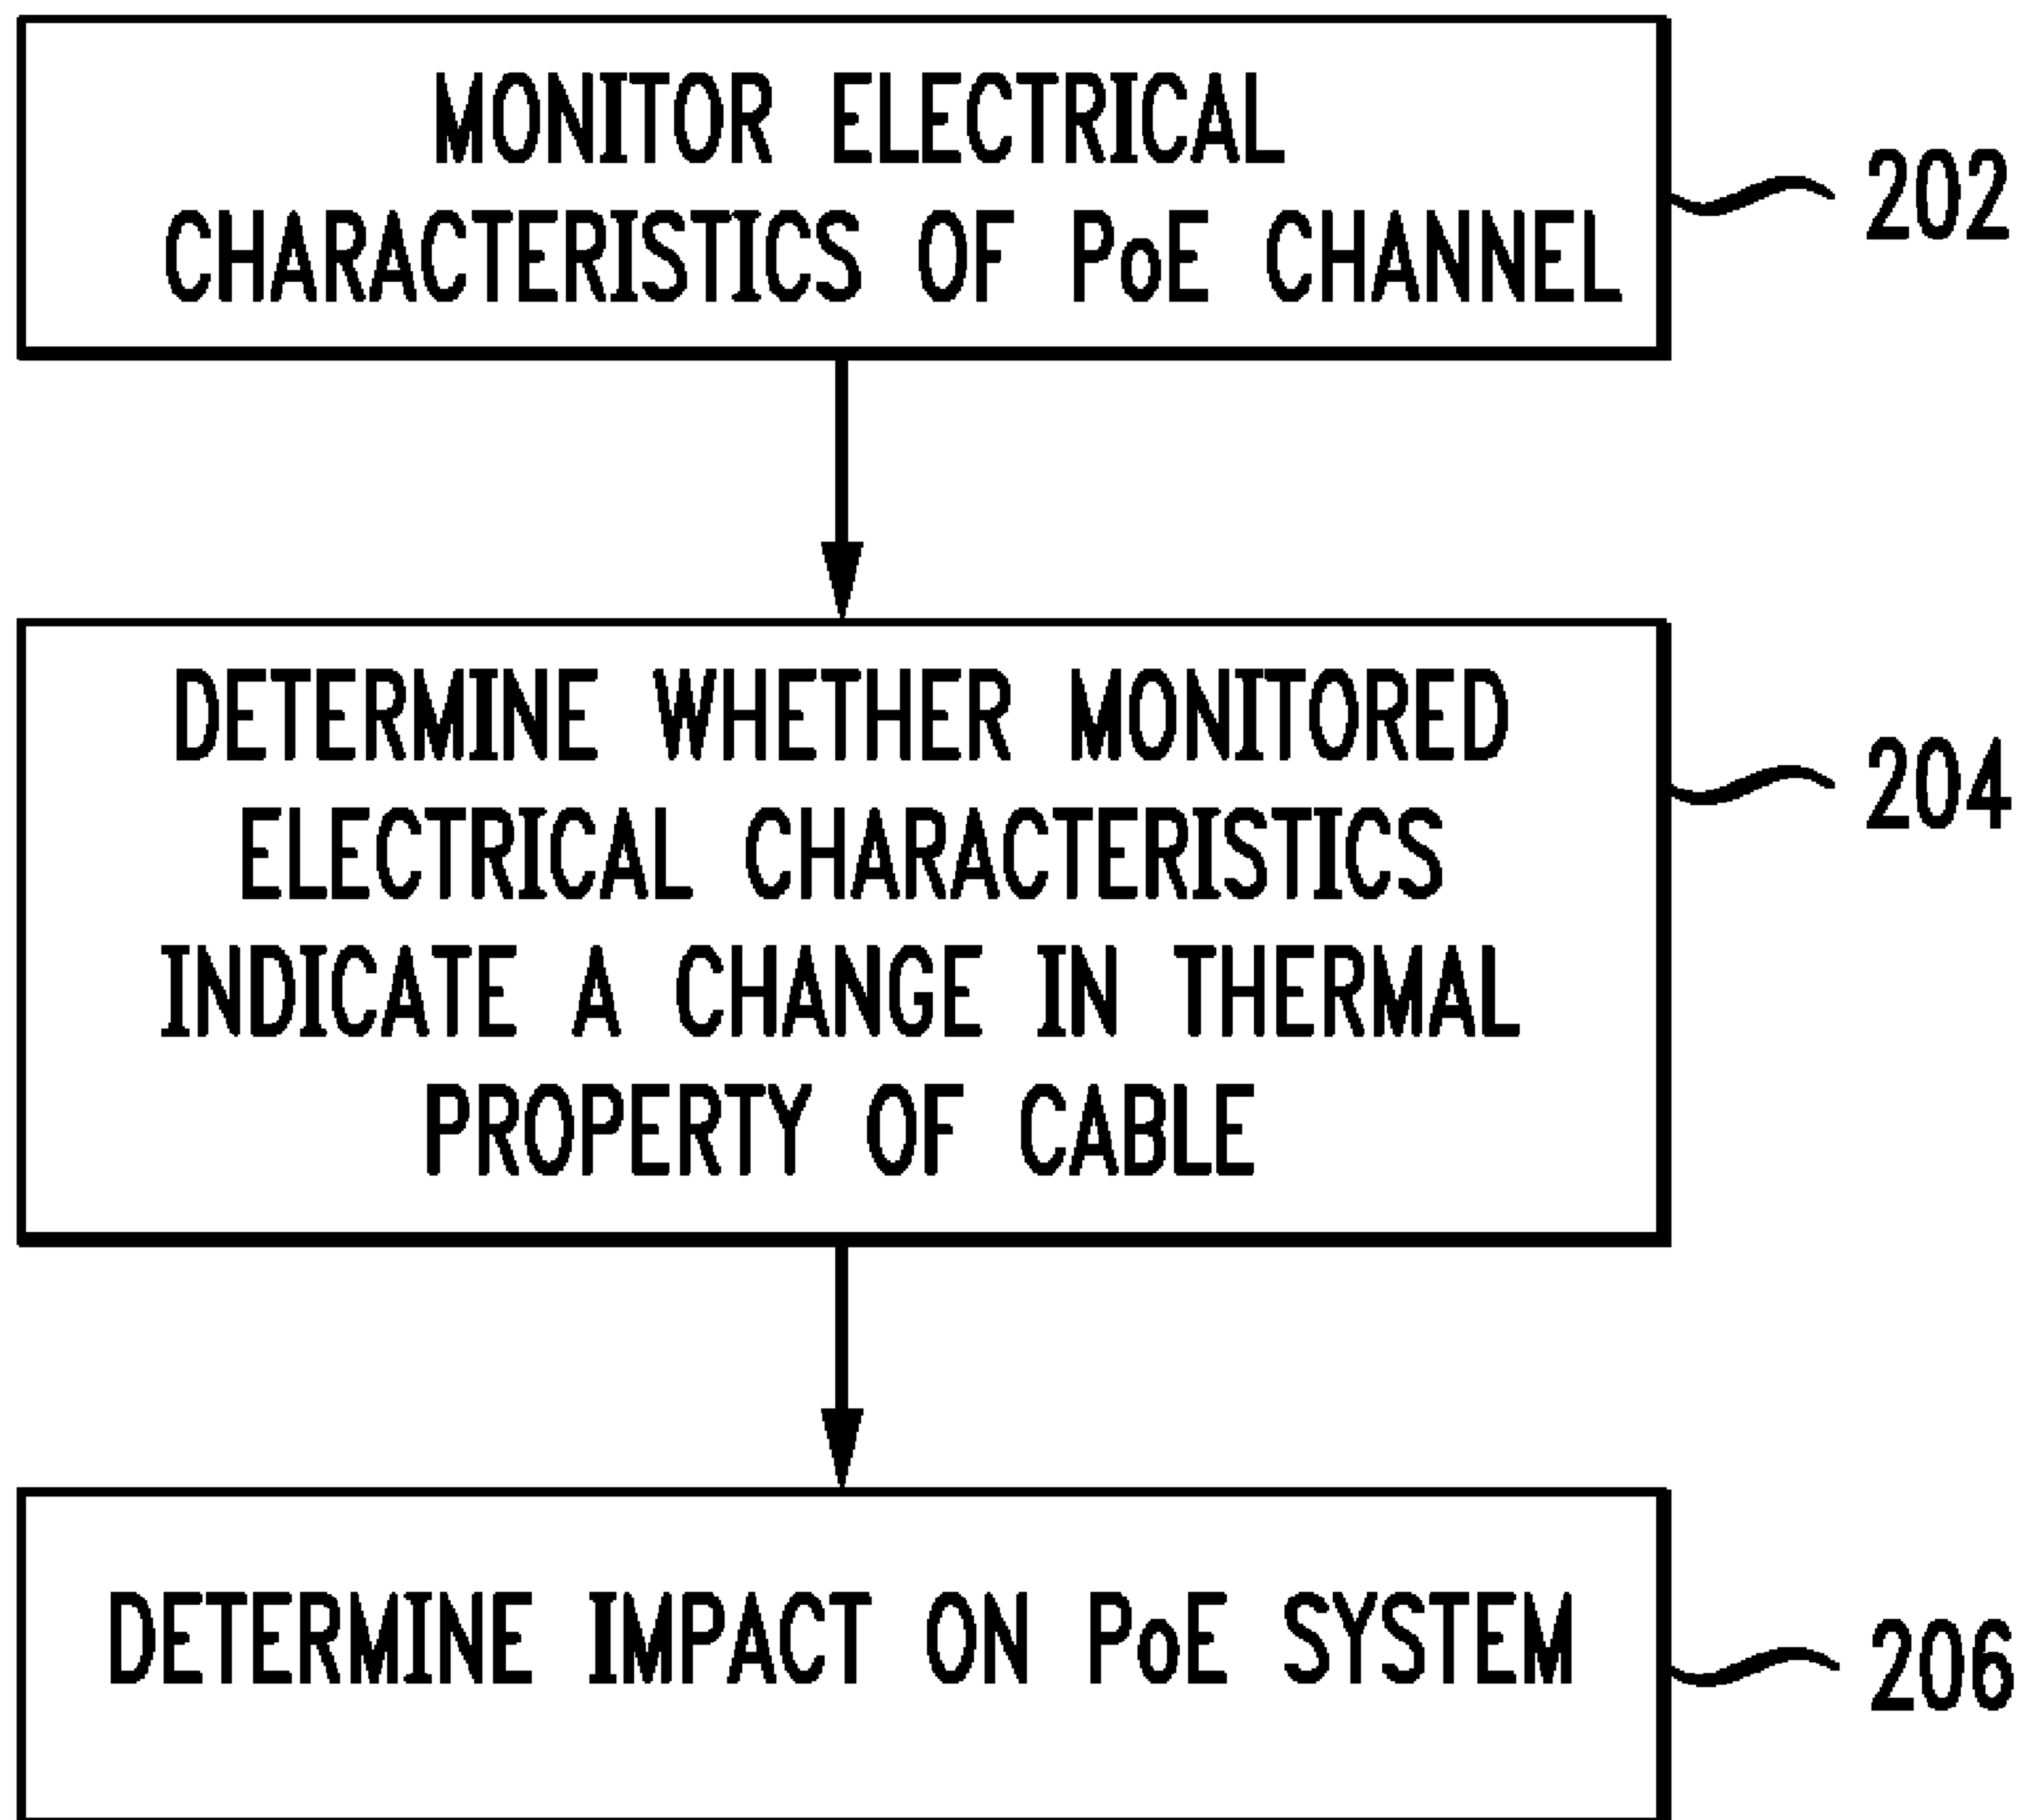 MONITOR ELECTRICAL
CHARACTERISTICS OF PoE CHANNEL
202
DETERMINE WHETHER MONITORED
ELECTRICAL CHARACTERISTICS
INDICATE A CHANGE IN THERMAL
PROPERTY OF CABLE
204
DETERMINE IMPACT ON PoE SYSTEM
206